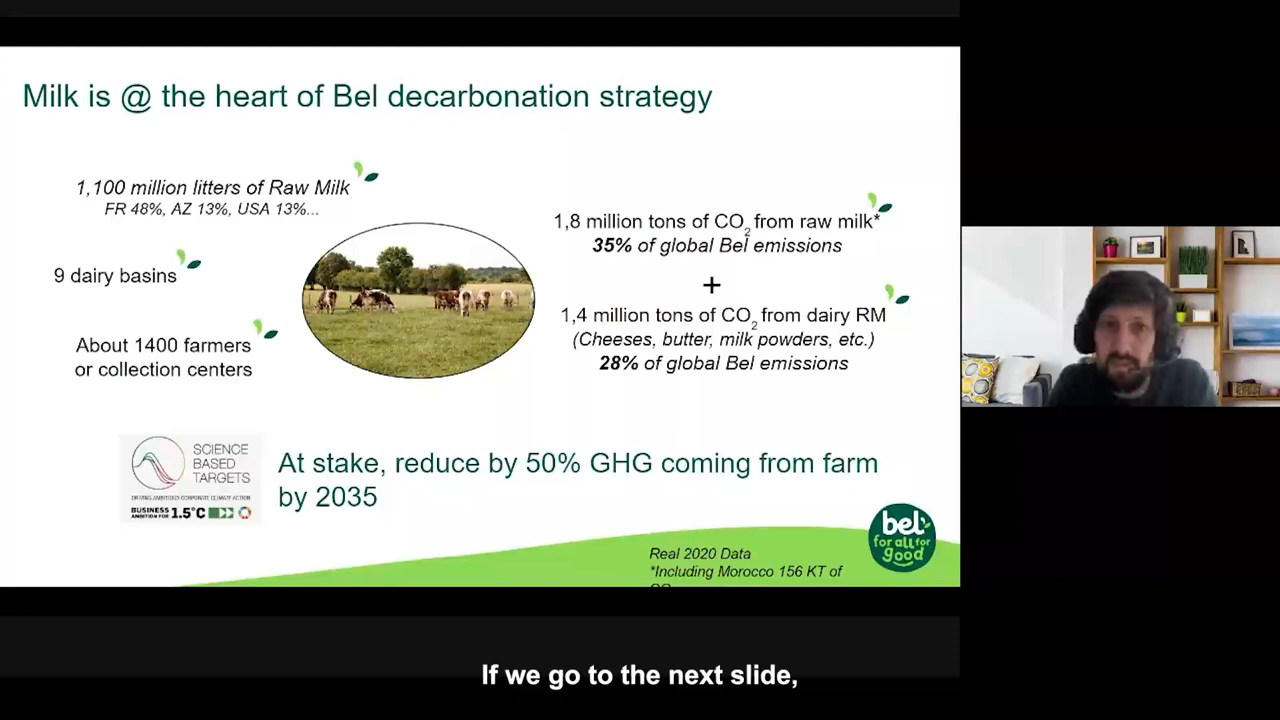 Milk is @ the heart of Bel decarbonation strategy
1,100 million litters of Raw Milk
FR 48%, AZ 13%, USA 13%...
9 dairy basins
About 1400 farmers
or collection centers
1,8 million tons of CO2 from raw milk*
35% of global Bel emissions
+
1,4 million tons of CO2 from dairy RM
(Cheeses, butter, milk powders, etc.)
28% of global Bel emissions
SCIENCE
BASED
TARGETS
DRIVING AMBITIOUS CORPORATE CLIMATE ACTION
BUSINESS
AMBITION FOR 1.5°C
At stake, reduce by 50% GHG coming from farm
by 2035
bel
for all for
good
Real 2020 Data
*Including Morocco 156 KT of
If we go to the next slide,